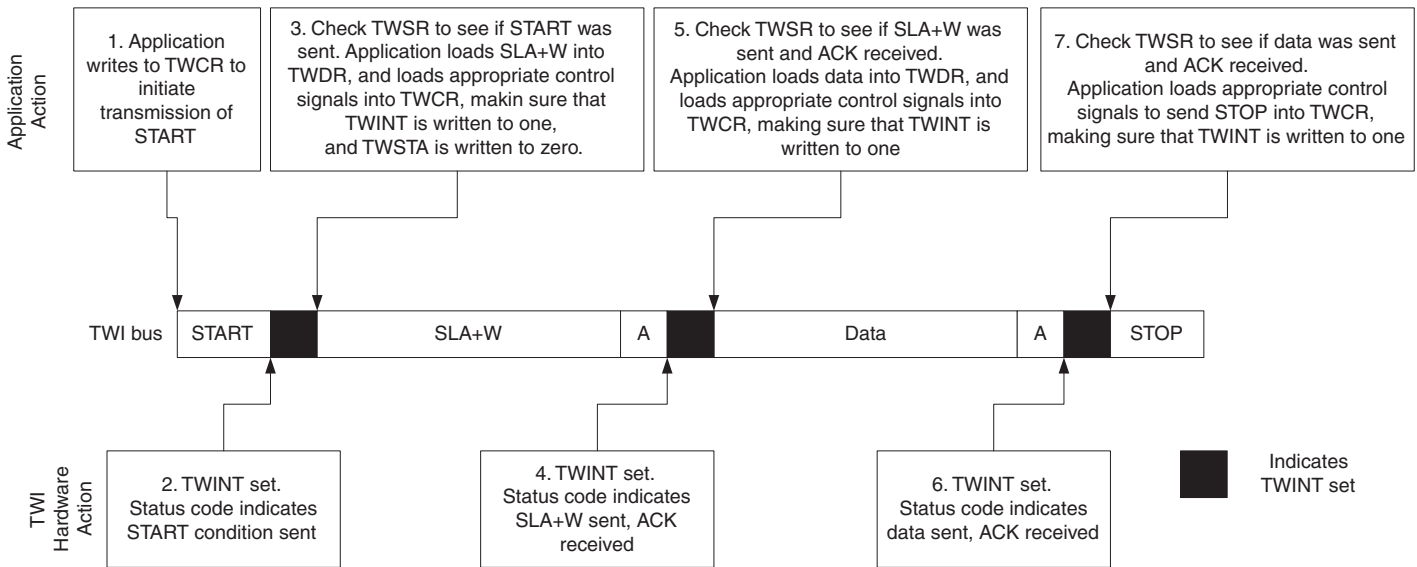 Application
Action
1. Application
writes to TWCR to
initiate
transmission of
START
3. Check TWSR to see if START was
sent. Application loads SLA+W into
TWDR, and loads appropriate control
signals into TWCR, makin sure that
TWINT is written to one,
and TWSTA is written to zero.
5. Check TWSR to see if SLA+W was
sent and ACK received.
Application loads data into TWDR, and
loads appropriate control signals into
TWCR, making sure that TWINT is
written to one
7. Check TWSR to see if data was sent
and ACK received.
Application loads appropriate control
signals to send STOP into TWCR,
making sure that TWINT is written to one
TWI bus
START
SLA+W
A
Data
A
STOP
TWI
Hardware
Action
2. TWINT set.
Status code indicates
START condition sent
4. TWINT set.
Status code indicates
SLA+W sent, ACK
received
6. TWINT set.
Status code indicates
data sent, ACK received
Indicates
TWINT set